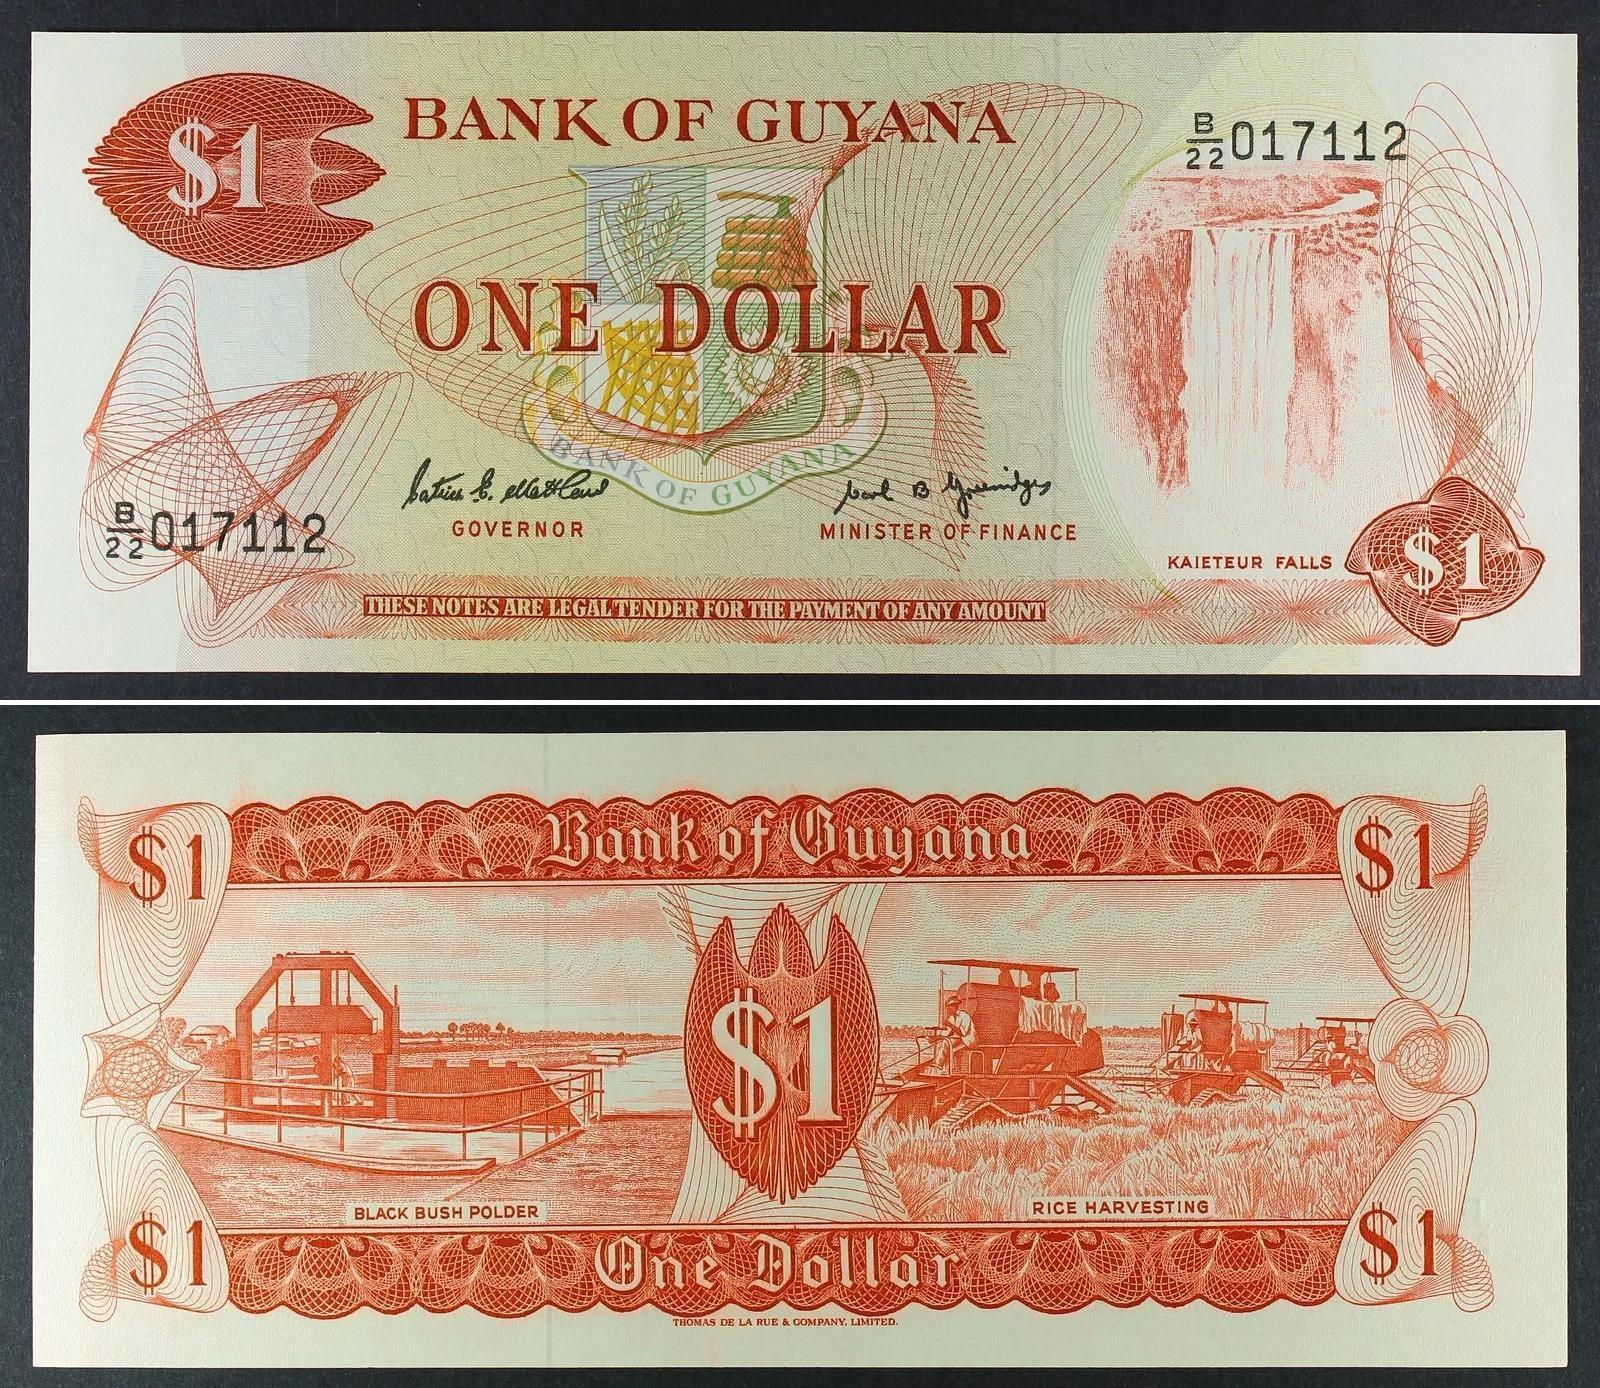 $1
BANK OF GUYANA
B/22 017112
ONE DOLLAR
BANK OF GUYANA
GOVERNOR
MINISTER OF FINANCE
B/22 017112
KAIETEUR FALLS
$1
THESE NOTES ARE LEGAL TENDER FOR THE PAYMENT OF ANY AMOUNT
$1
Bank of Guyana
$1
$1
BLACK BUSH POLDER
RICE HARVESTING
$1
One Dollar
$1
THOMAS DE LA RUE & COMPANY, LIMITED.